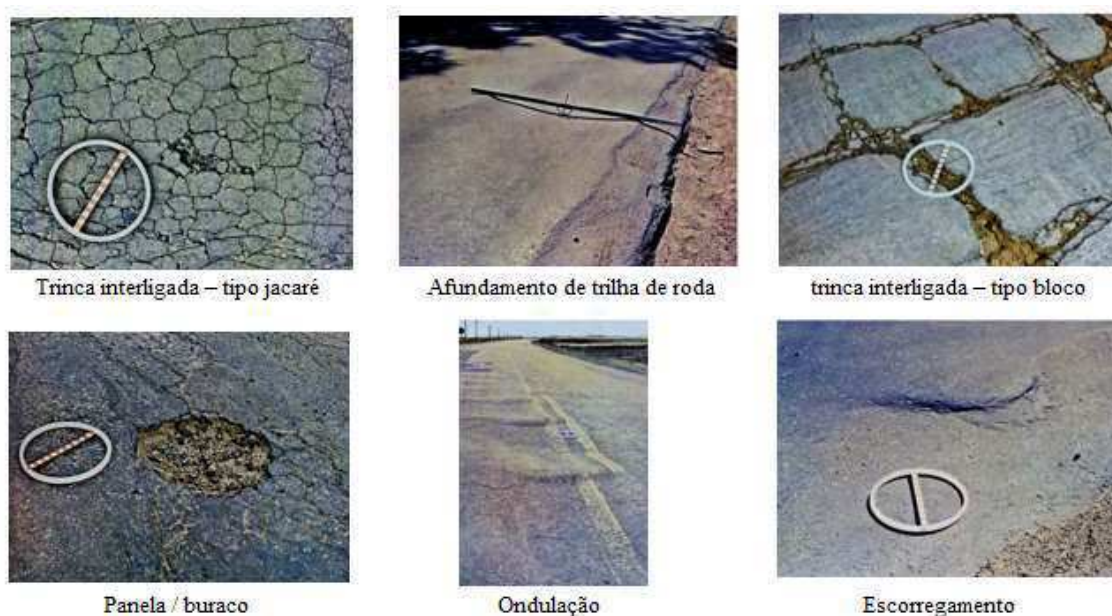 Trinca interligada – tipo jacaré
Afundamento de trilha de roda
trinca interligada – tipo bloco
Panela / buraco
Ondulação
Escorregamento